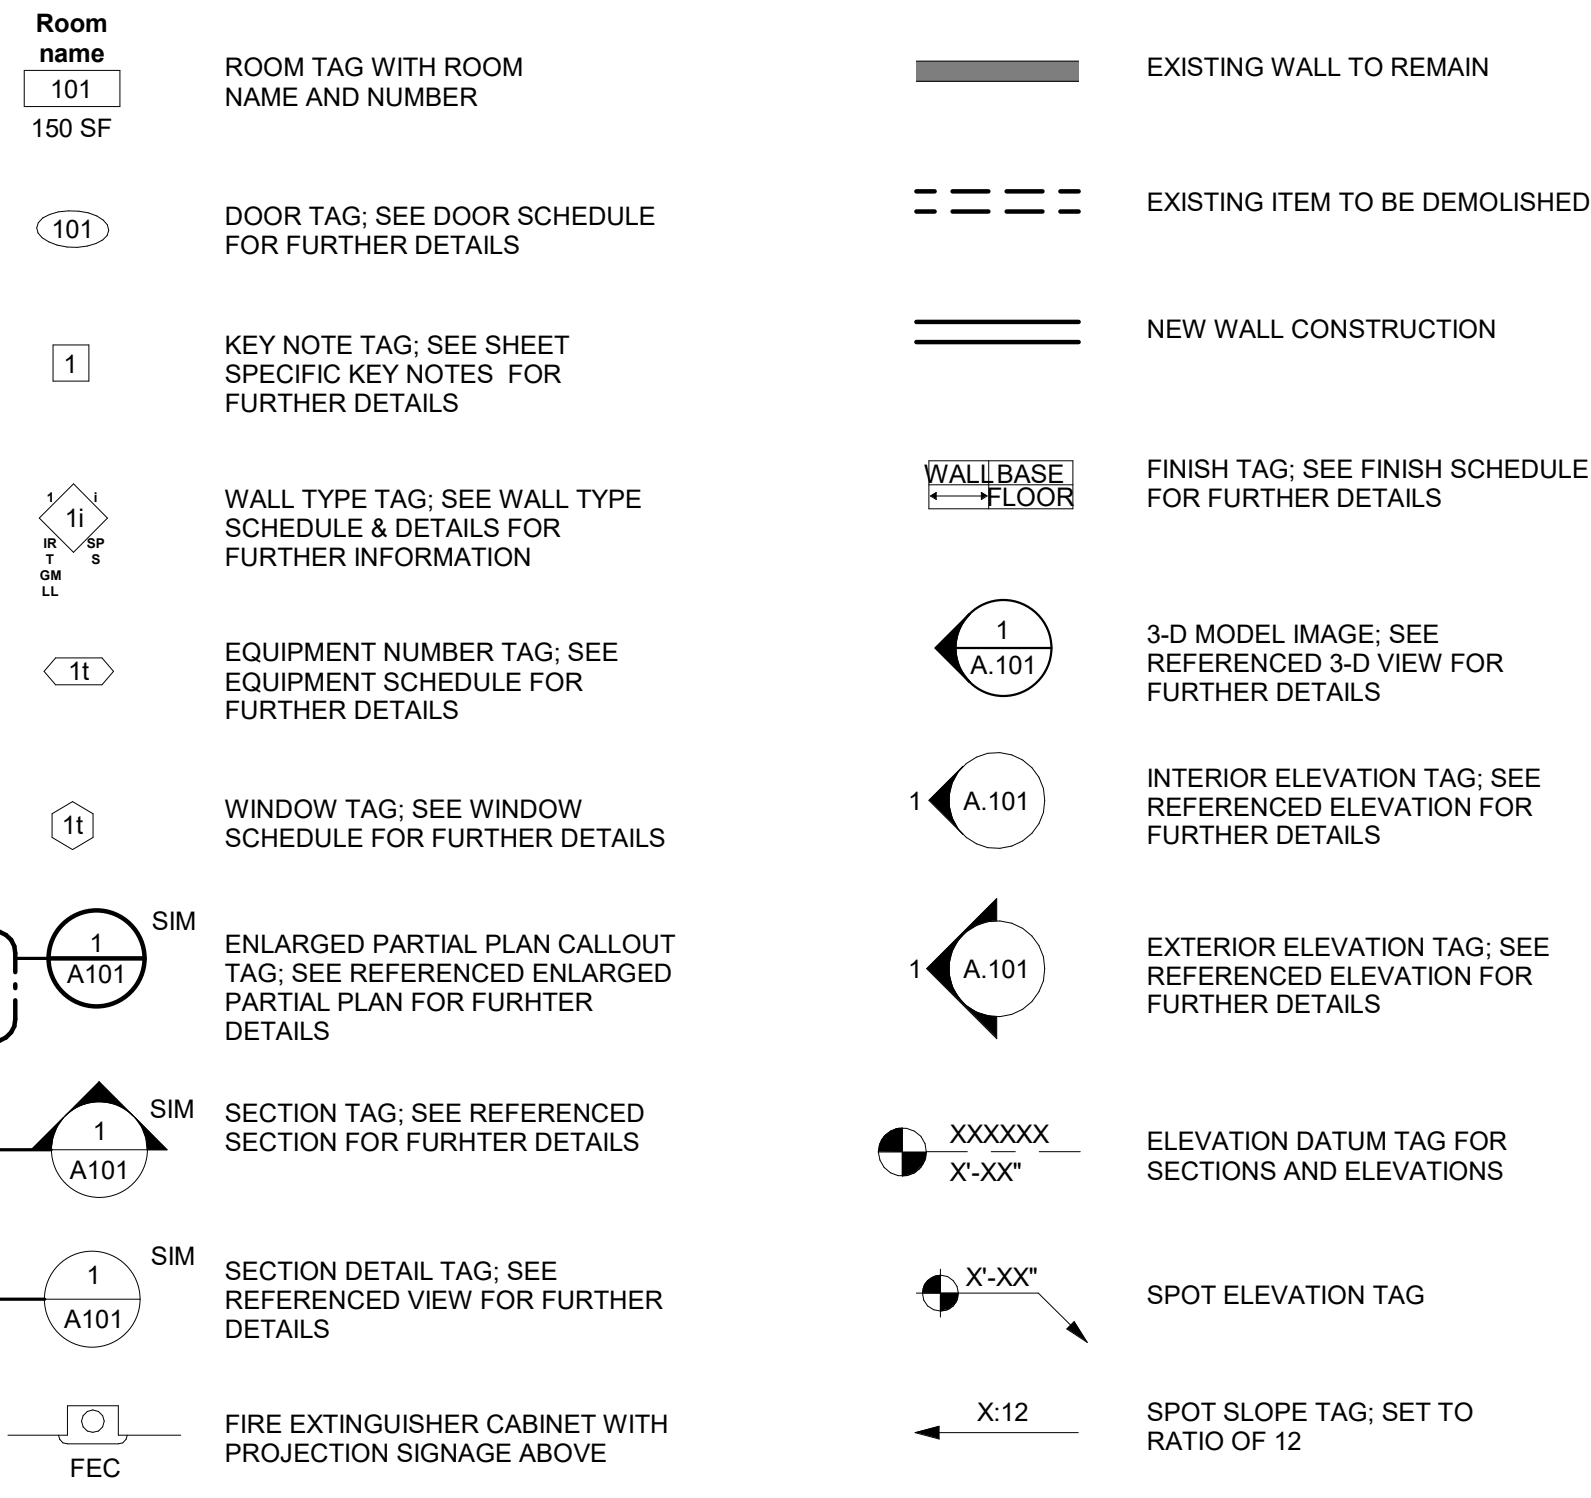 Room
name
101
150 SF
ROOM TAG WITH ROOM
NAME AND NUMBER
101
DOOR TAG; SEE DOOR SCHEDULE
FOR FURTHER DETAILS
1
KEY NOTE TAG; SEE SHEET
SPECIFIC KEY NOTES  FOR
FURTHER DETAILS
1 i
1i
IR SP
T S
GM
LL
WALL TYPE TAG; SEE WALL TYPE
SCHEDULE & DETAILS FOR
FURTHER INFORMATION
1t
EQUIPMENT NUMBER TAG; SEE
EQUIPMENT SCHEDULE FOR
FURTHER DETAILS
1t
WINDOW TAG; SEE WINDOW
SCHEDULE FOR FURTHER DETAILS
SIM
1
A101
ENLARGED PARTIAL PLAN CALLOUT
TAG; SEE REFERENCED ENLARGED
PARTIAL PLAN FOR FURHTER
DETAILS
SIM
1
A101
SECTION TAG; SEE REFERENCED
SECTION FOR FURHTER DETAILS
SIM
1
A101
SECTION DETAIL TAG; SEE
REFERENCED VIEW FOR FURTHER
DETAILS
FEC
FIRE EXTINGUISHER CABINET WITH
PROJECTION SIGNAGE ABOVE
EXISTING WALL TO REMAIN
EXISTING ITEM TO BE DEMOLISHED
NEW WALL CONSTRUCTION
WALL BASE
FLOOR
FINISH TAG; SEE FINISH SCHEDULE
FOR FURTHER DETAILS
1
A.101
3-D MODEL IMAGE; SEE
REFERENCED 3-D VIEW FOR
FURTHER DETAILS
1 A.101
INTERIOR ELEVATION TAG; SEE
REFERENCED ELEVATION FOR
FURTHER DETAILS
1 A.101
EXTERIOR ELEVATION TAG; SEE
REFERENCED ELEVATION FOR
FURTHER DETAILS
XXXXXX
X'-XX"
ELEVATION DATUM TAG FOR
SECTIONS AND ELEVATIONS
X'-XX"
SPOT ELEVATION TAG
X:12
SPOT SLOPE TAG; SET TO
RATIO OF 12